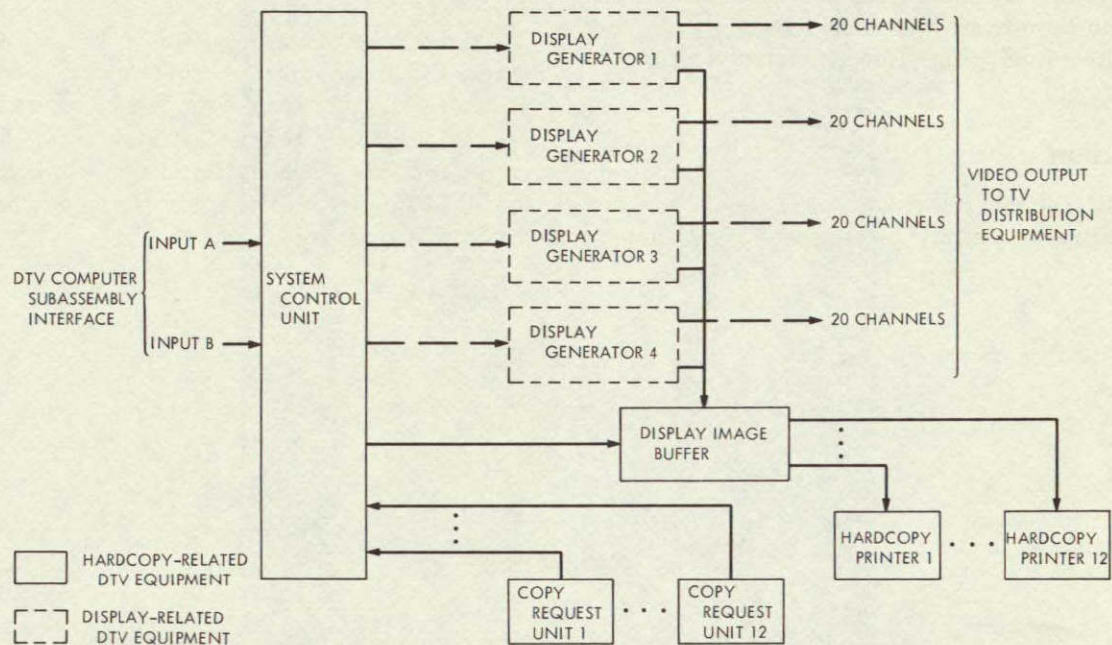 DISPLAY
GENERATOR 1
20 CHANNELS
DISPLAY
GENERATOR 2
20 CHANNELS
DISPLAY
GENERATOR 3
20 CHANNELS
DISPLAY
GENERATOR 4
20 CHANNELS
VIDEO OUTPUT
TO TV
DISTRIBUTION
EQUIPMENT
DTV COMPUTER
SUBASSEMBLY
INTERFACE
INPUT A
INPUT B
SYSTEM
CONTROL
UNIT
DISPLAY IMAGE
BUFFER
HARDCOPY
PRINTER 1
HARDCOPY
PRINTER 12
COPY
REQUEST
UNIT 1
COPY
REQUEST
UNIT 12
HARDCOPY-RELATED
DTV EQUIPMENT
DISPLAY-RELATED
DTV EQUIPMENT